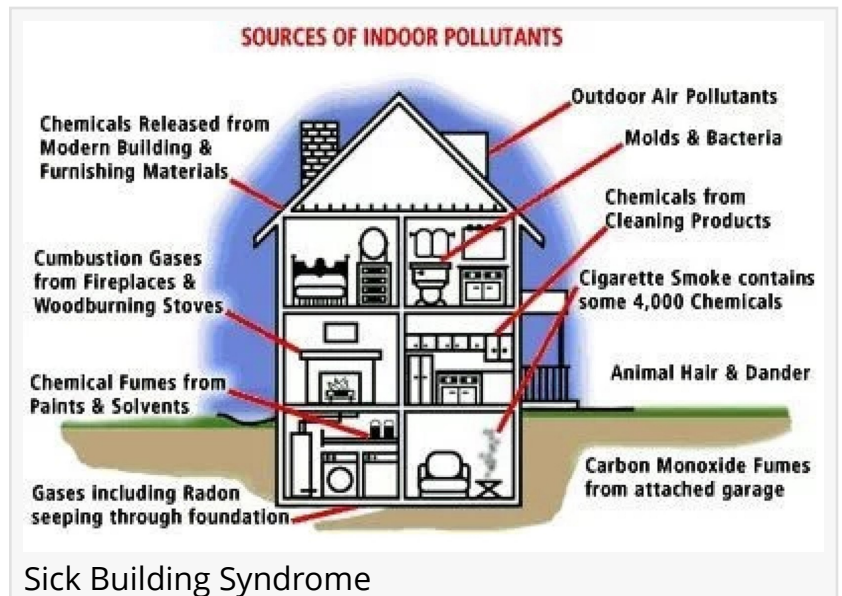 SOURCES OF INDOOR POLLUTANTS
Chemicals Released from
Modern Building &
Furnishing Materials
Cumbustion Gases
from Fireplaces &
Woodburning Stoves
Chemical Fumes from
Paints & Solvents
Gases including Radon
seeping through foundation
Outdoor Air Pollutants
Molds & Bacteria
Chemicals from
Cleaning Products
Cigarette Smoke contains
some 4,000 Chemicals
Animal Hair & Dander
Carbon Monoxide Fumes
from attached garage
Sick Building Syndrome